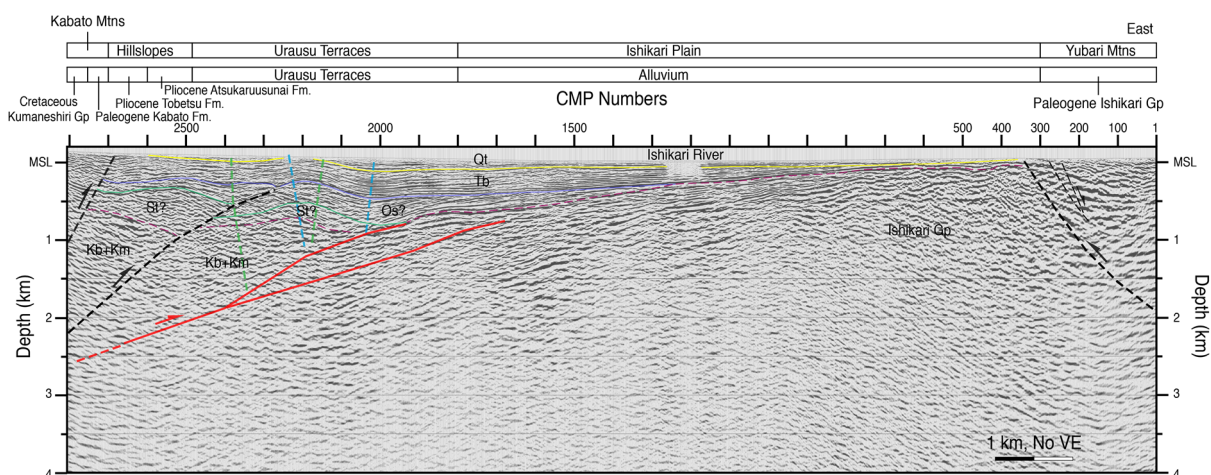 Kabato Mtns
East
Hillslopes
Urausu Terraces
Ishikari Plain
Yubari Mtns
Urausu Terraces
Alluvium
Pliocene Atsukaruusunai Fm.
Cretaceous
Pliocene Tobetsu Fm.
CMP Numbers
Paleogene Ishikari Gp
Kumaneshiri Gp
Paleogene Kabato Fm.
2500
2000
1500
500
400
300
200
100
1
MSL
Qt
Ishikari River
MSL
Tb
St?
St?
Os?
Ishikari Gp
1
Kb+Km
Kb+Km
1
Depth (km)
Depth (km)
2
2
3
3
1 km, No VE
4
4